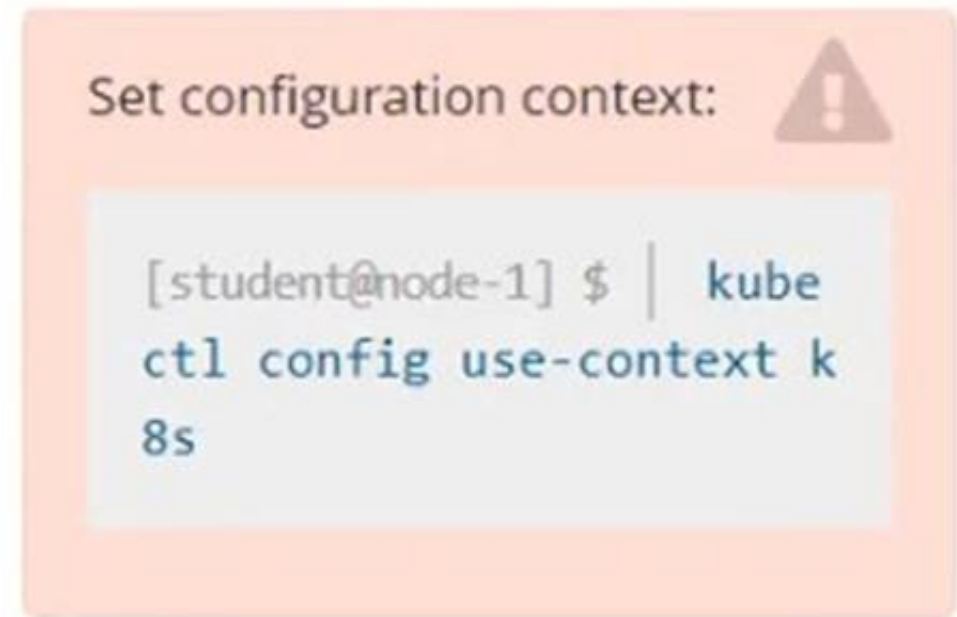 Set configuration context:
[student@node-1] $ | kube
ctl config use-context k
8s